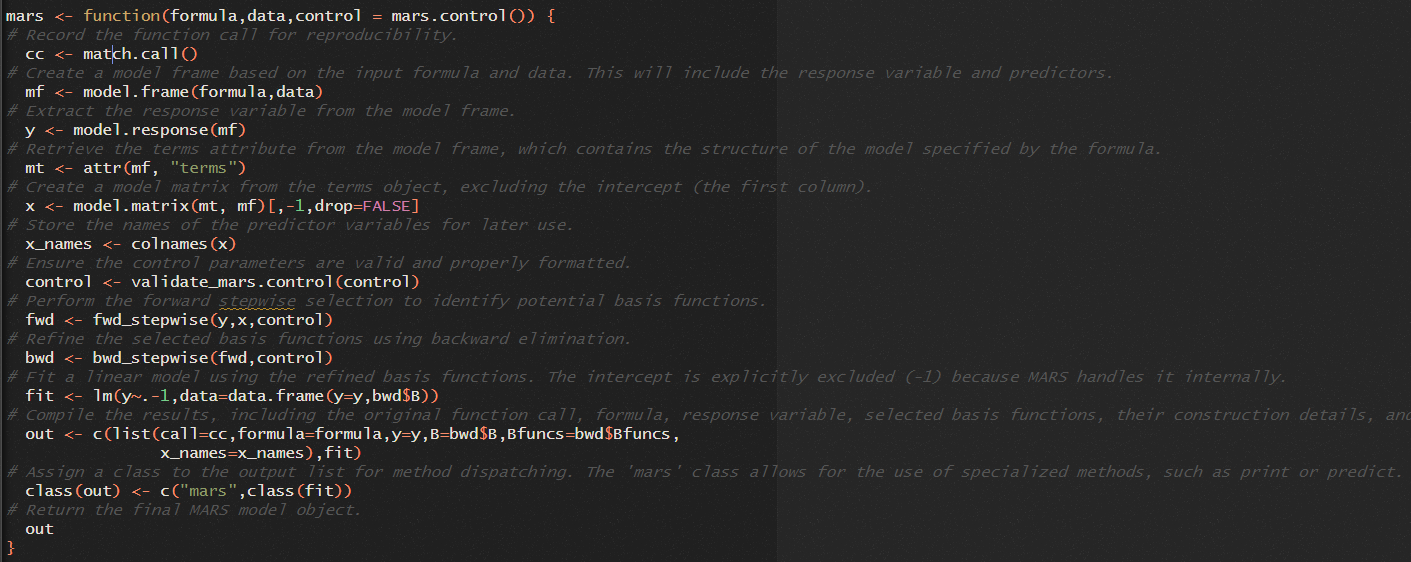 mars <- function(formula,data,control = mars.control()) {
# Record the function call for reproducibility.
  cc <- match.call()
# Create a model frame based on the input formula and data. This will include the response variable and predictors.
  mf <- model.frame(formula,data)
# Extract the response variable from the model frame.
  y <- model.response(mf)
# Retrieve the terms attribute from the model frame, which contains the structure of the model specified by the formula.
  mt <- attr(mf, "terms")
# Create a model matrix from the terms object, excluding the intercept (the first column).
  x <- model.matrix(mt, mf)[,-1,drop=FALSE]
# Store the names of the predictor variables for later use.
  x_names <- colnames(x)
# Ensure the control parameters are valid and properly formatted.
  control <- validate_mars.control(control)
# Perform the forward stepwise selection to identify potential basis functions.
  fwd <- fwd_stepwise(y,x,control)
# Refine the selected basis functions using backward elimination.
  bwd <- bwd_stepwise(fwd,control)
# Fit a linear model using the refined basis functions. The intercept is explicitly excluded (-1) because MARS handles it internally.
  fit <- lm(y~.-1,data=data.frame(y=y,bwd$B))
# Compile the results, including the original function call, formula, response variable, selected basis functions, their construction details, and
  out <- c(list(call=cc,formula=formula,y=y,B=bwd$B,Bfuncs=bwd$Bfuncs,
                x_names=x_names),fit)
# Assign a class to the output list for method dispatching. The 'mars' class allows for the use of specialized methods, such as print or predict.
  class(out) <- c("mars",class(fit))
# Return the final MARS model object.
  out
}